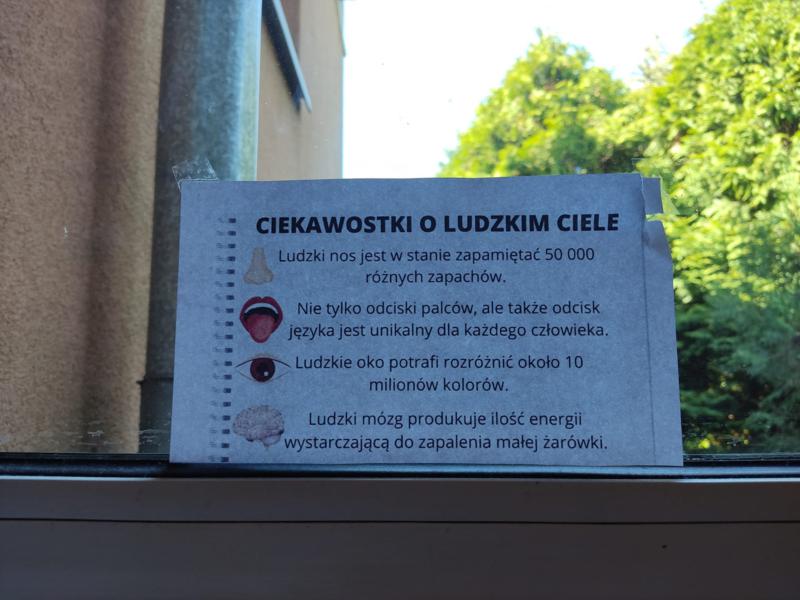 CIEKAWOSTKI O LUDZKIM CIELE
Ludzki nos jest w stanie zapamiętać 50 000
różnych zapachów.
Nie tylko odciski palców, ale także odcisk
języka jest unikalny dla każdego człowieka.
Ludzkie oko potrafi rozróżnić około 10
milionów kolorów.
Ludzki mózg produkuje ilość energii
wystarczającą do zapalenia małej żarówki.